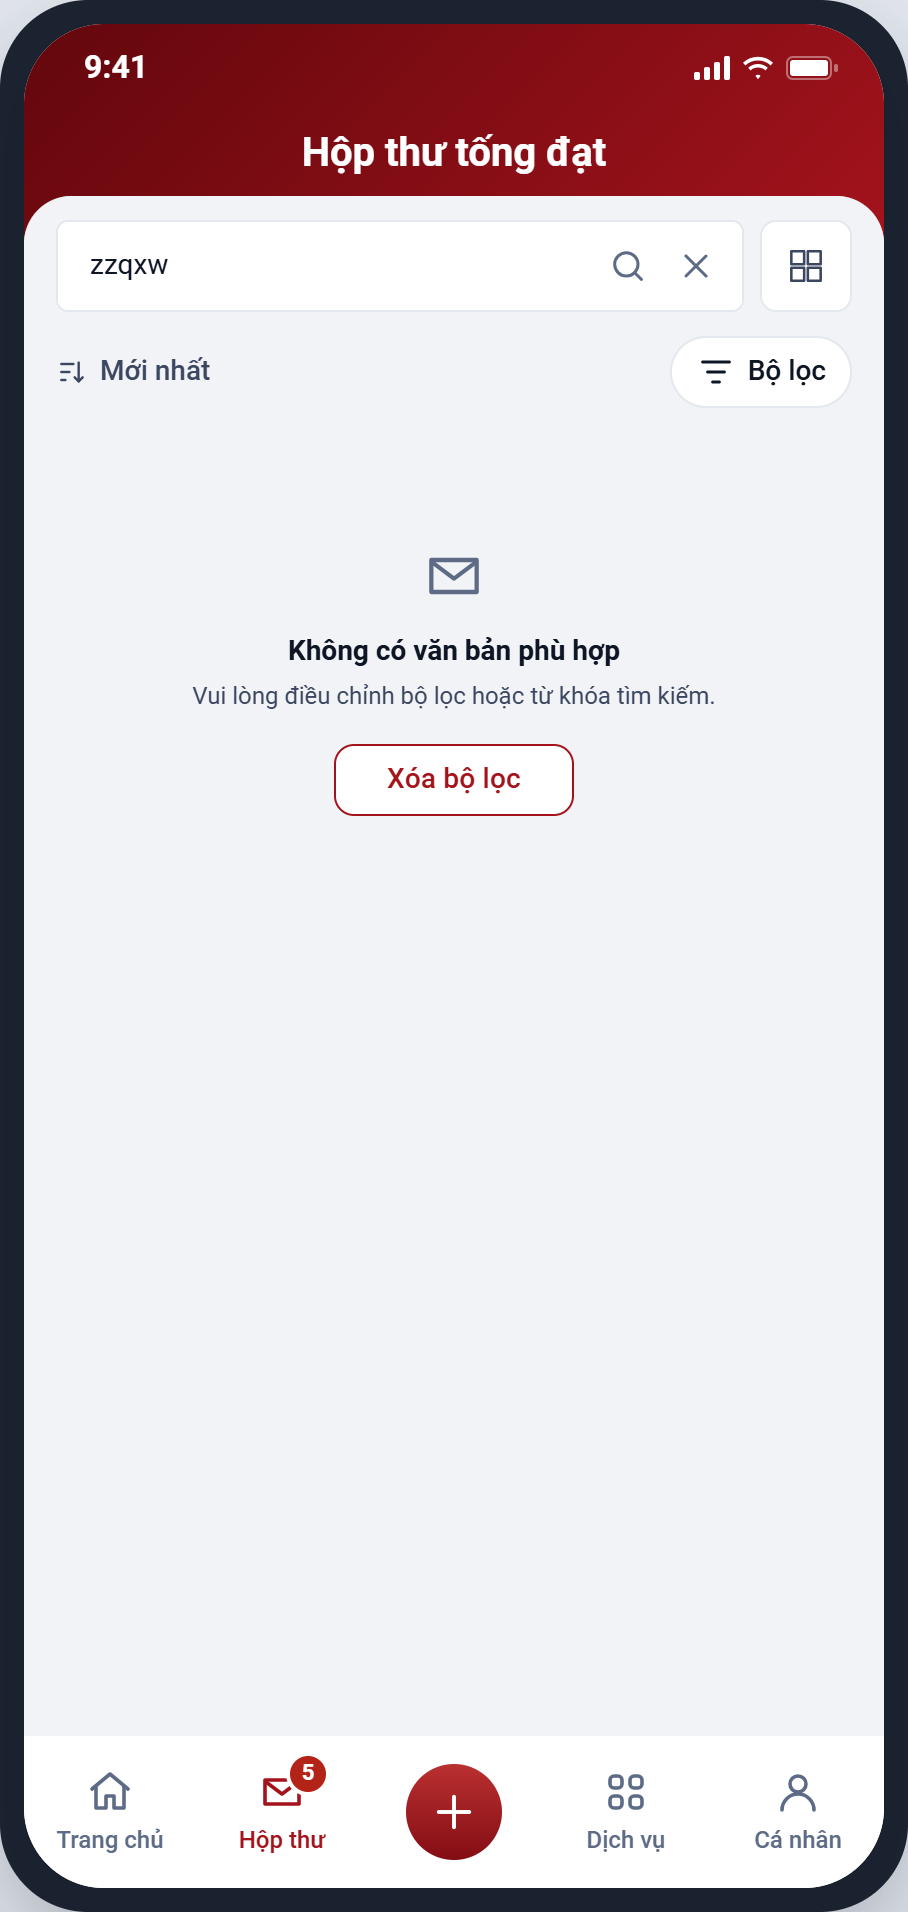 9:41
Hộp thư tống đạt
zzqxw
Mới nhất
Bộ lọc
Không có văn bản phù hợp
Vui lòng điều chỉnh bộ lọc hoặc từ khóa tìm kiếm.
Xóa bộ lọc
5
Trang chủ
Hộp thư
Dịch vụ
Cá nhân